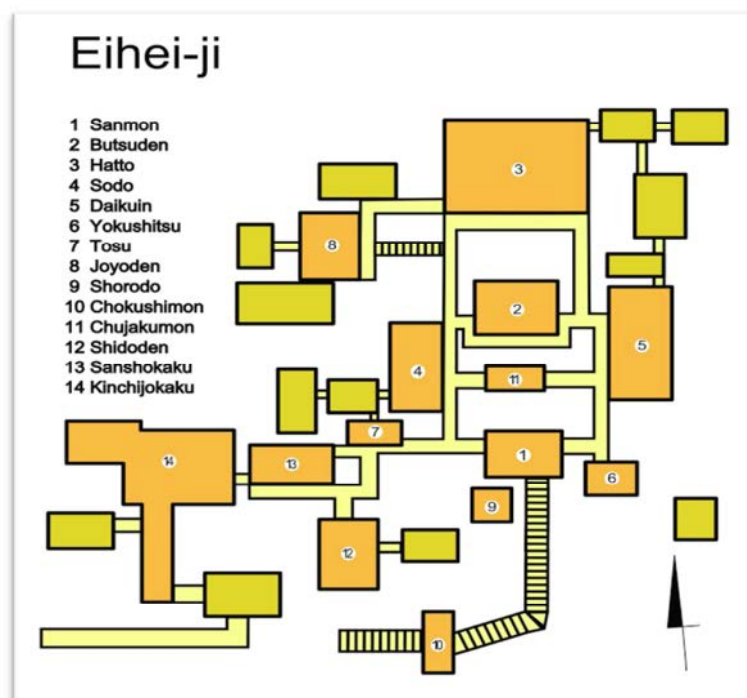 Eihei-ji
1 Sanmon
2 Butsuden
3 Hatto
4 Sodo
5 Daikuin
6 Yokushitsu
7 Tosu
8 Joyoden
9 Shorodo
10 Chokushimon
11 Chujakumon
12 Shidoden
13 Sanshokaku
14 Kinchijokaku
3
8
2
5
4
11
7
1
14
13
6
9
12
10